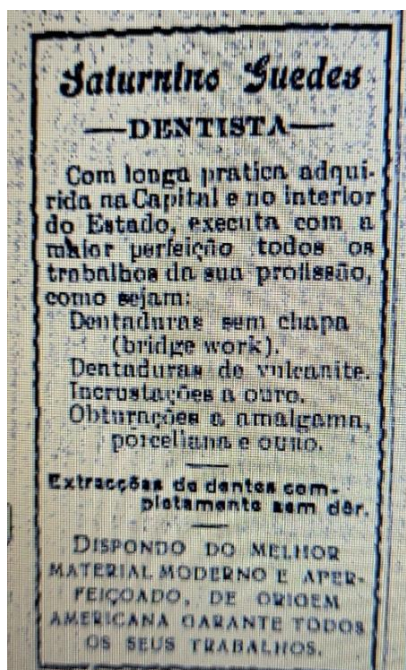 Saturnino Guedes
—DENTISTA—
Com longa pratica adqui-
rida na Capital e no interior
do Estado, executa com a
maior perfeição todos os
trabalhos da sua profissão,
como sejam:
Dentaduras sem chapa
(bridge work).
Dentaduras de vulcanite.
Incrustações a ouro.
Obturações a amalgama,
porcellana e ouro.
Extracções de dentes com-
pletamente sem dôr.
DISPONDO DO MELHOR
MATERIAL MODERNO E APER-
FEIÇOADO, DE ORIGEM
AMERICANA GARANTE TODOS
OS SEUS TRABALHOS.